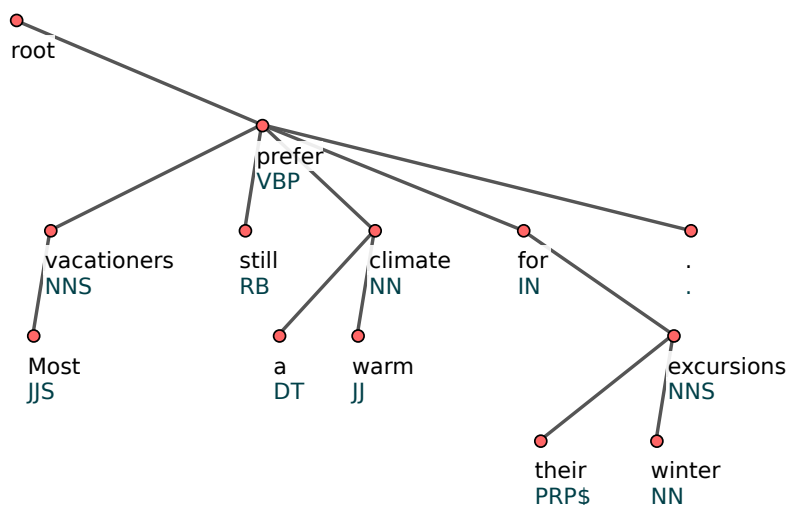 root
prefer
VBP
vacationers still climate for .
NNS RB NN IN .
Most a warm excursions
JJS DT JJ NNS
their winter
PRP$ NN